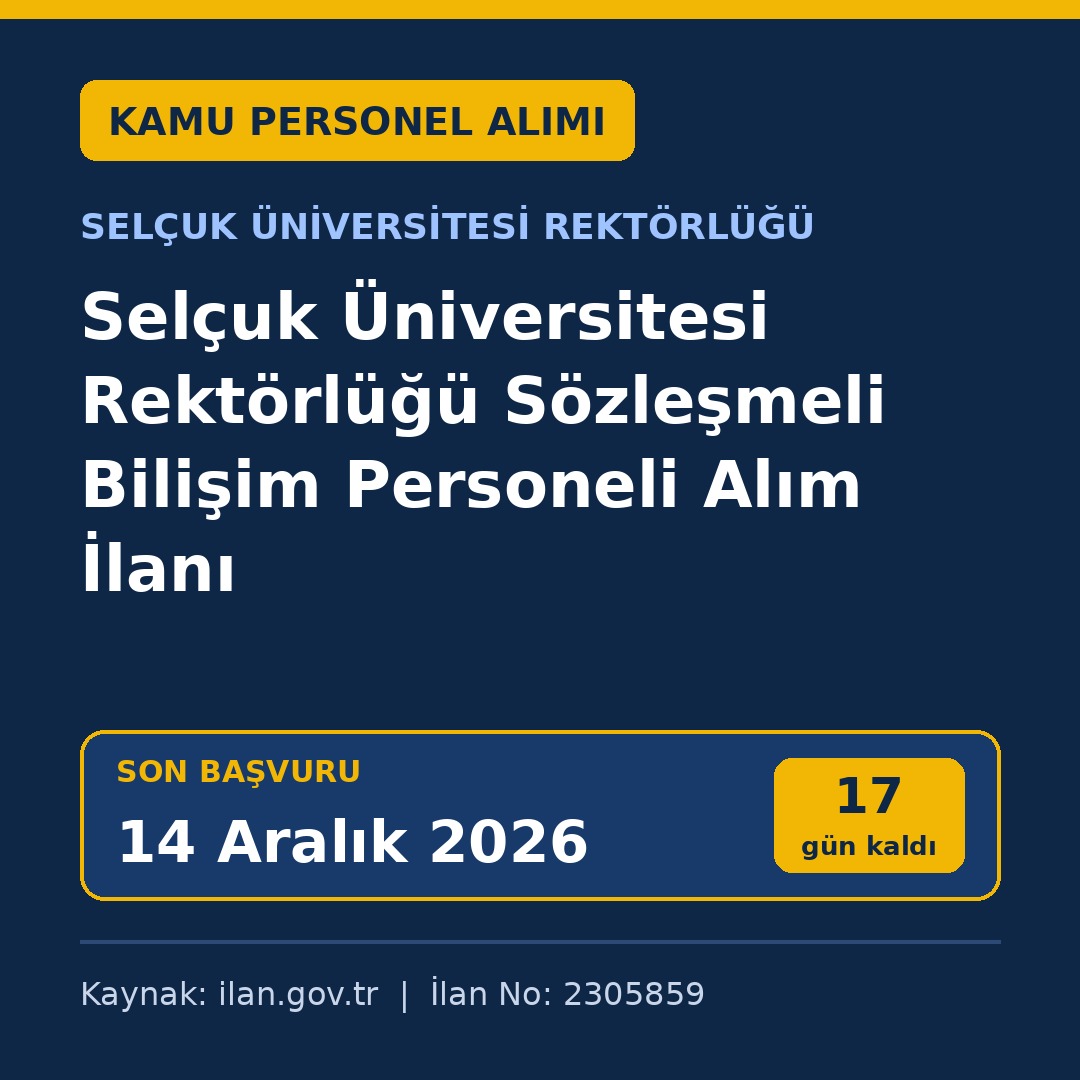 KAMU PERSONEL ALIMI
SELÇUK ÜNİVERSİTESİ REKTÖRLÜĞÜ
Selçuk Üniversitesi
Rektörlüğü Sözleşmeli
Bilişim Personeli Alım
İlanı
SON BAŞVURU
14 Aralık 2026
17
gün kaldı
Kaynak: ilan.gov.tr | İlan No: 2305859